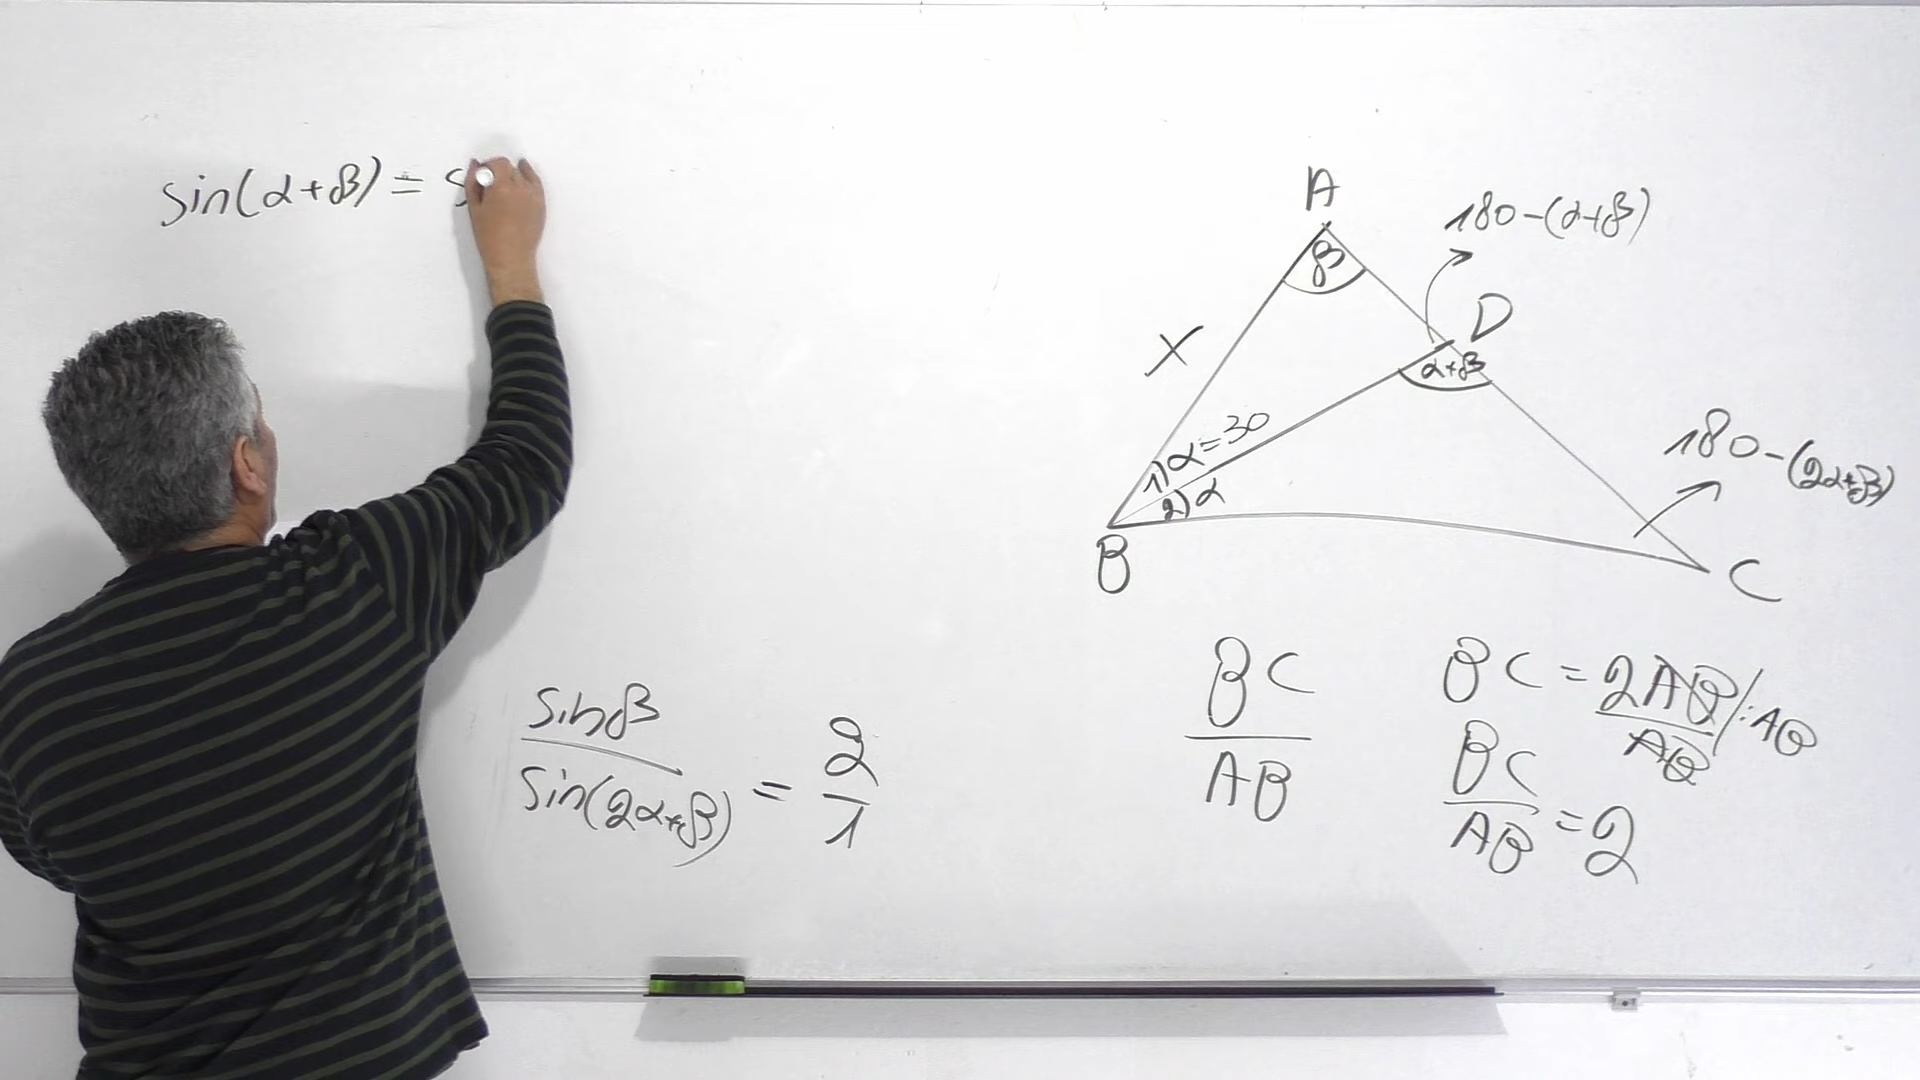 sin(α+β) = s
A
180-(α+β)
β
D
X
α+β
1) α=30
2) α
180-(2α+β)
B
C
BC
AB
BC = 2AB /:AB
AB
BC
AB
=2
sinβ
sin(2α+β)
= 2
1